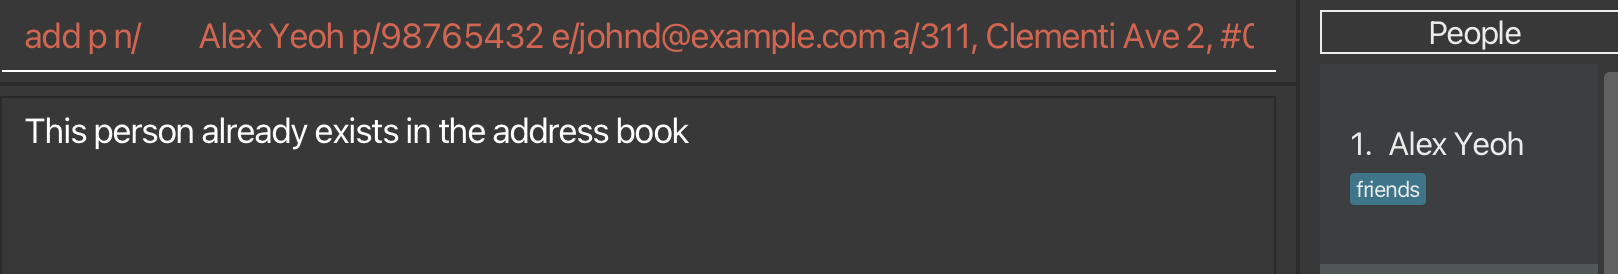 add p n/ Alex Yeoh p/98765432 e/johnd@example.com a/311, Clementi Ave 2,
This person already exists in the address book
People
1. Alex Yeoh
friends